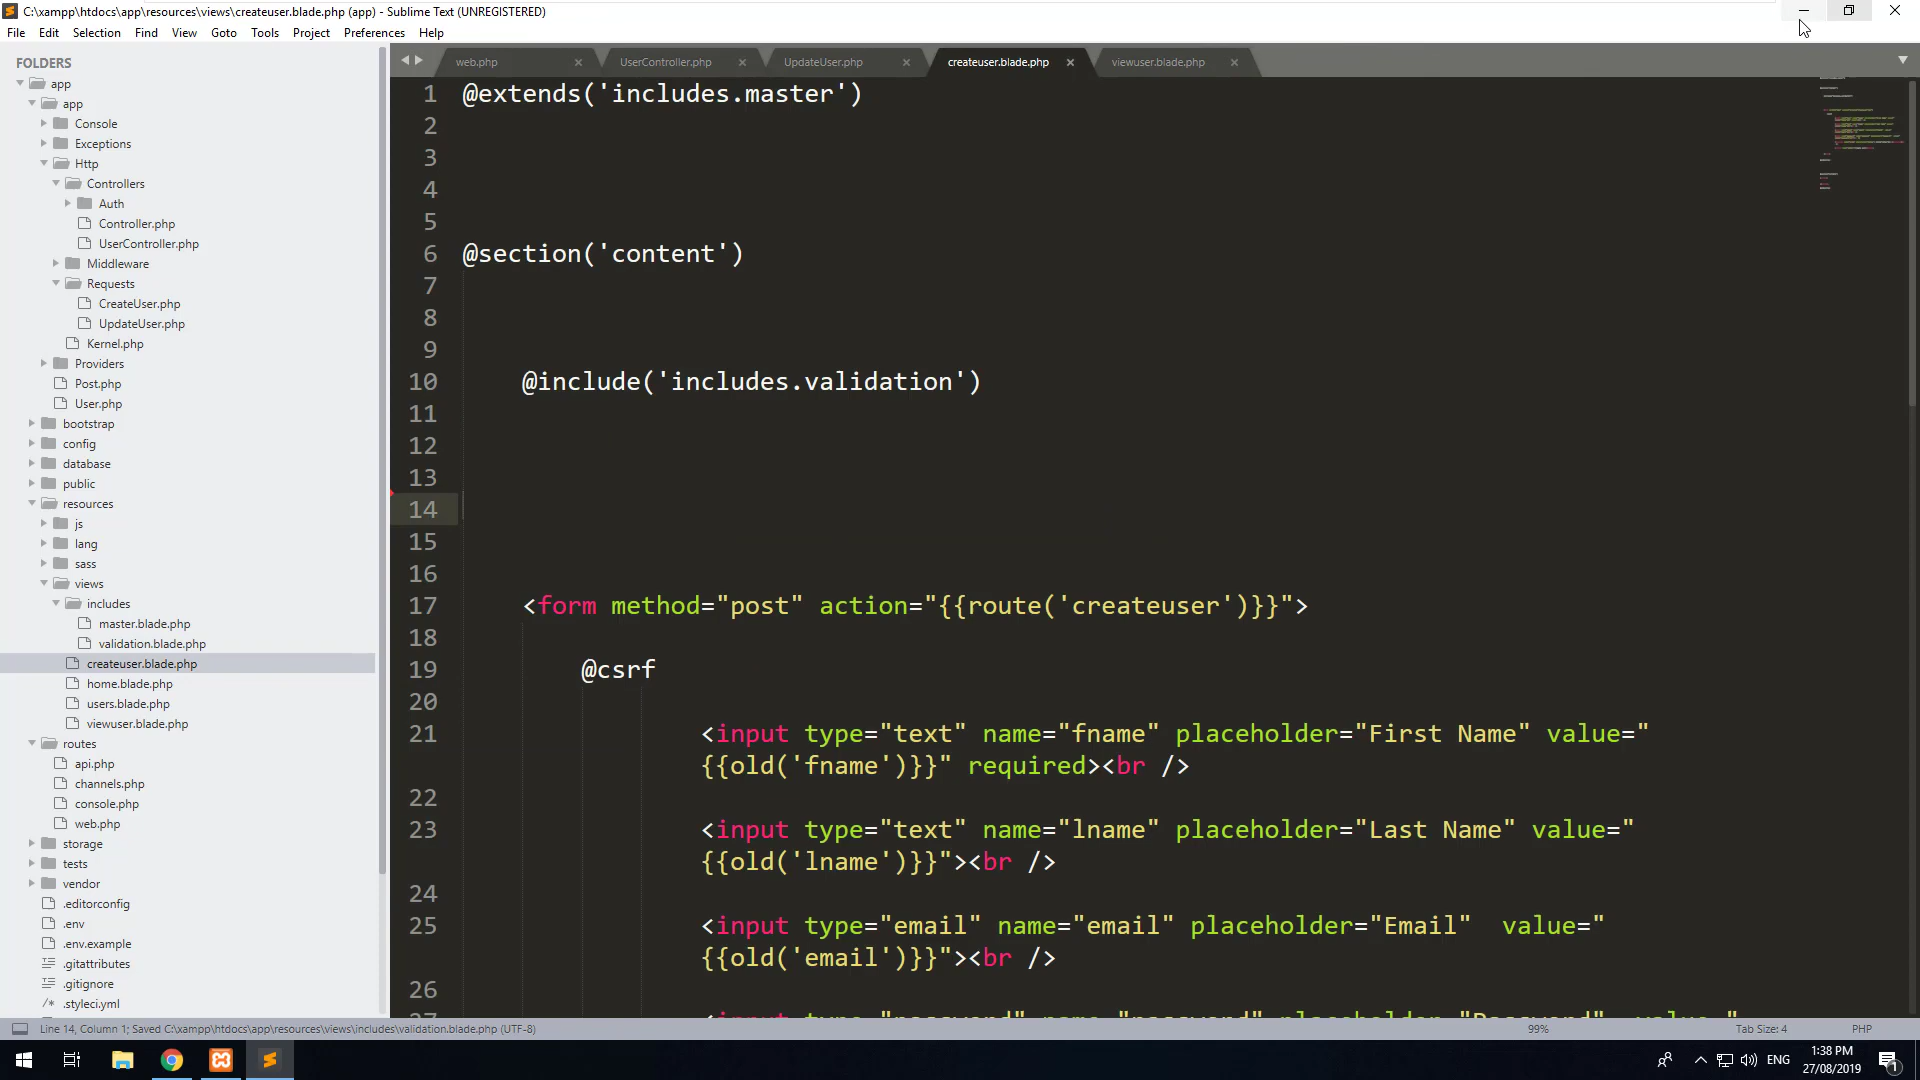 C:\xampp\htdocs\app\resources\views\createuser.blade.php (app) - Sublime Text (UNREGISTERED)
File Edit Selection Find View Goto Tools Project Preferences Help
FOLDERS
app
app
Console
Exceptions
Http
Controllers
Auth
Controller.php
UserController.php
Middleware
Requests
CreateUser.php
UpdateUser.php
Kernel.php
Providers
Post.php
User.php
bootstrap
config
database
public
resources
js
lang
sass
views
includes
master.blade.php
validation.blade.php
createuser.blade.php
home.blade.php
users.blade.php
viewuser.blade.php
routes
api.php
channels.php
console.php
web.php
storage
tests
vendor
.editorconfig
.env
.env.example
.gitattributes
.gitignore
.styleci.yml
web.php UserController.php UpdateUser.php createuser.blade.php viewuser.blade.php
1 @extends('includes.master')
2
3
4
5
6 @section('content')
7
8
9
10 @include('includes.validation')
11
12
13
14
15
16
17 <form method="post" action="{{route('createuser')}}">
18
19 @csrf
20
21 <input type="text" name="fname" placeholder="First Name" value="
{{old('fname')}}" required><br />
22
23 <input type="text" name="lname" placeholder="Last Name" value="
{{old('lname')}}"><br />
24
25 <input type="email" name="email" placeholder="Email"  value="
{{old('email')}}"><br />
26
27 <input type="password" name="password" placeholder="Password"  value="
Line 14, Column 1; Saved C:\xampp\htdocs\app\resources\views\includes\validation.blade.php (UTF-8) 99% Tab Size: 4 PHP
ENG 1:38 PM
27/08/2019
1